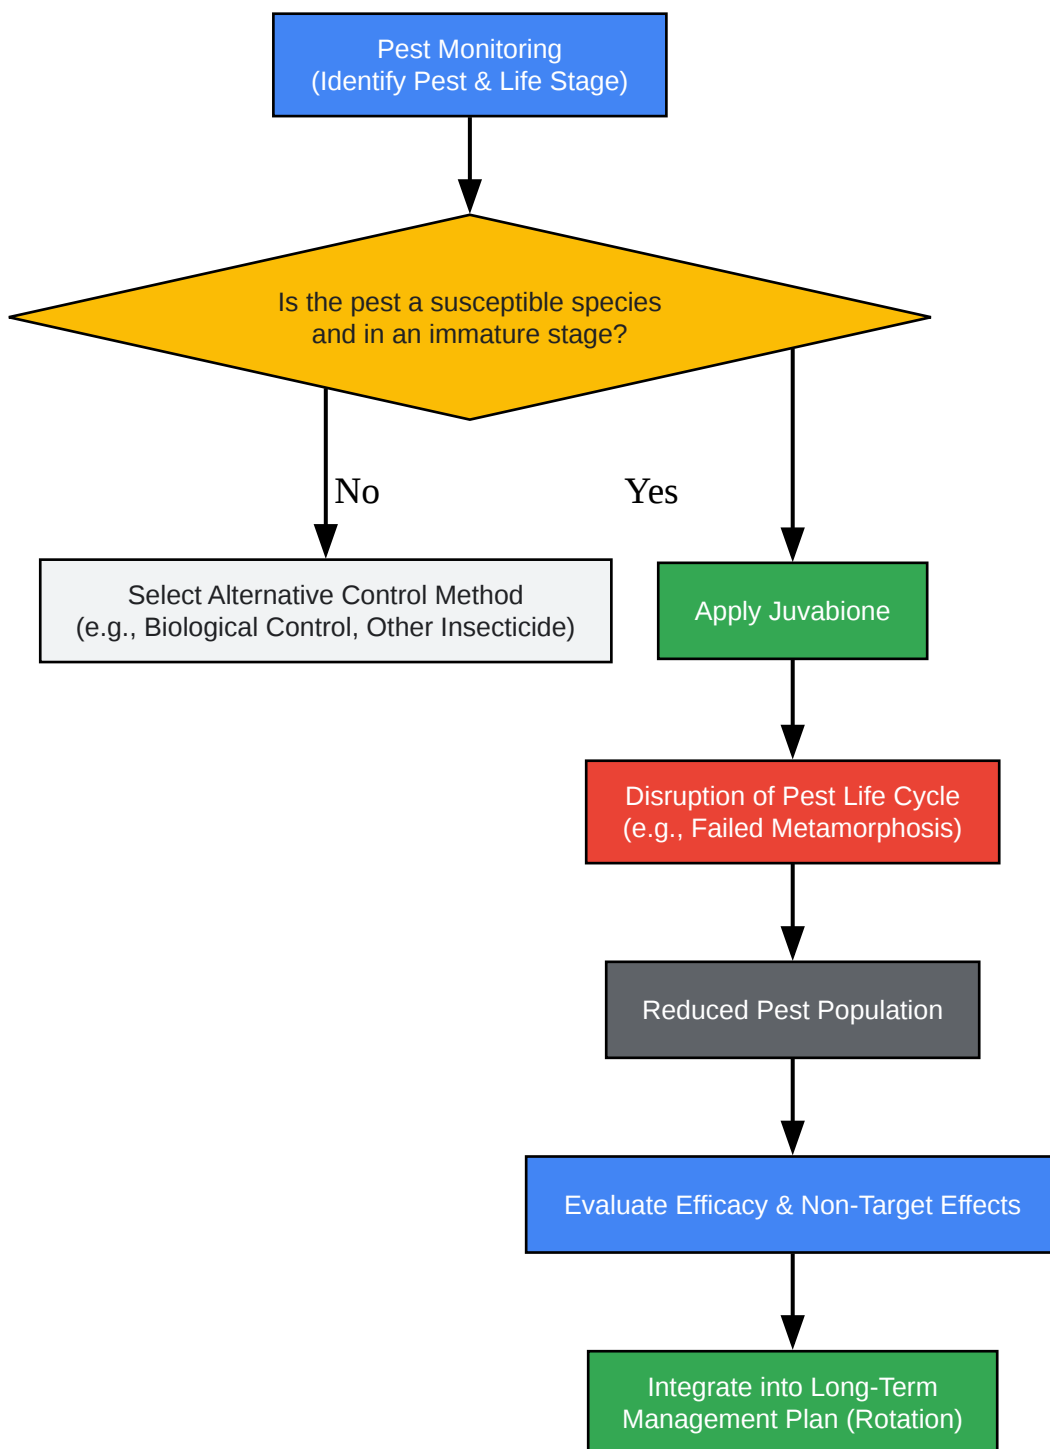 Pest Monitoring
(Identify Pest & Life Stage)
Is the pest a susceptible species
and in an immature stage?
No
Yes
Select Alternative Control Method
(e.g., Biological Control, Other Insecticide)
Apply Juvabione
Disruption of Pest Life Cycle
(e.g., Failed Metamorphosis)
Reduced Pest Population
Evaluate Efficacy & Non-Target Effects
Integrate into Long-Term
Management Plan (Rotation)